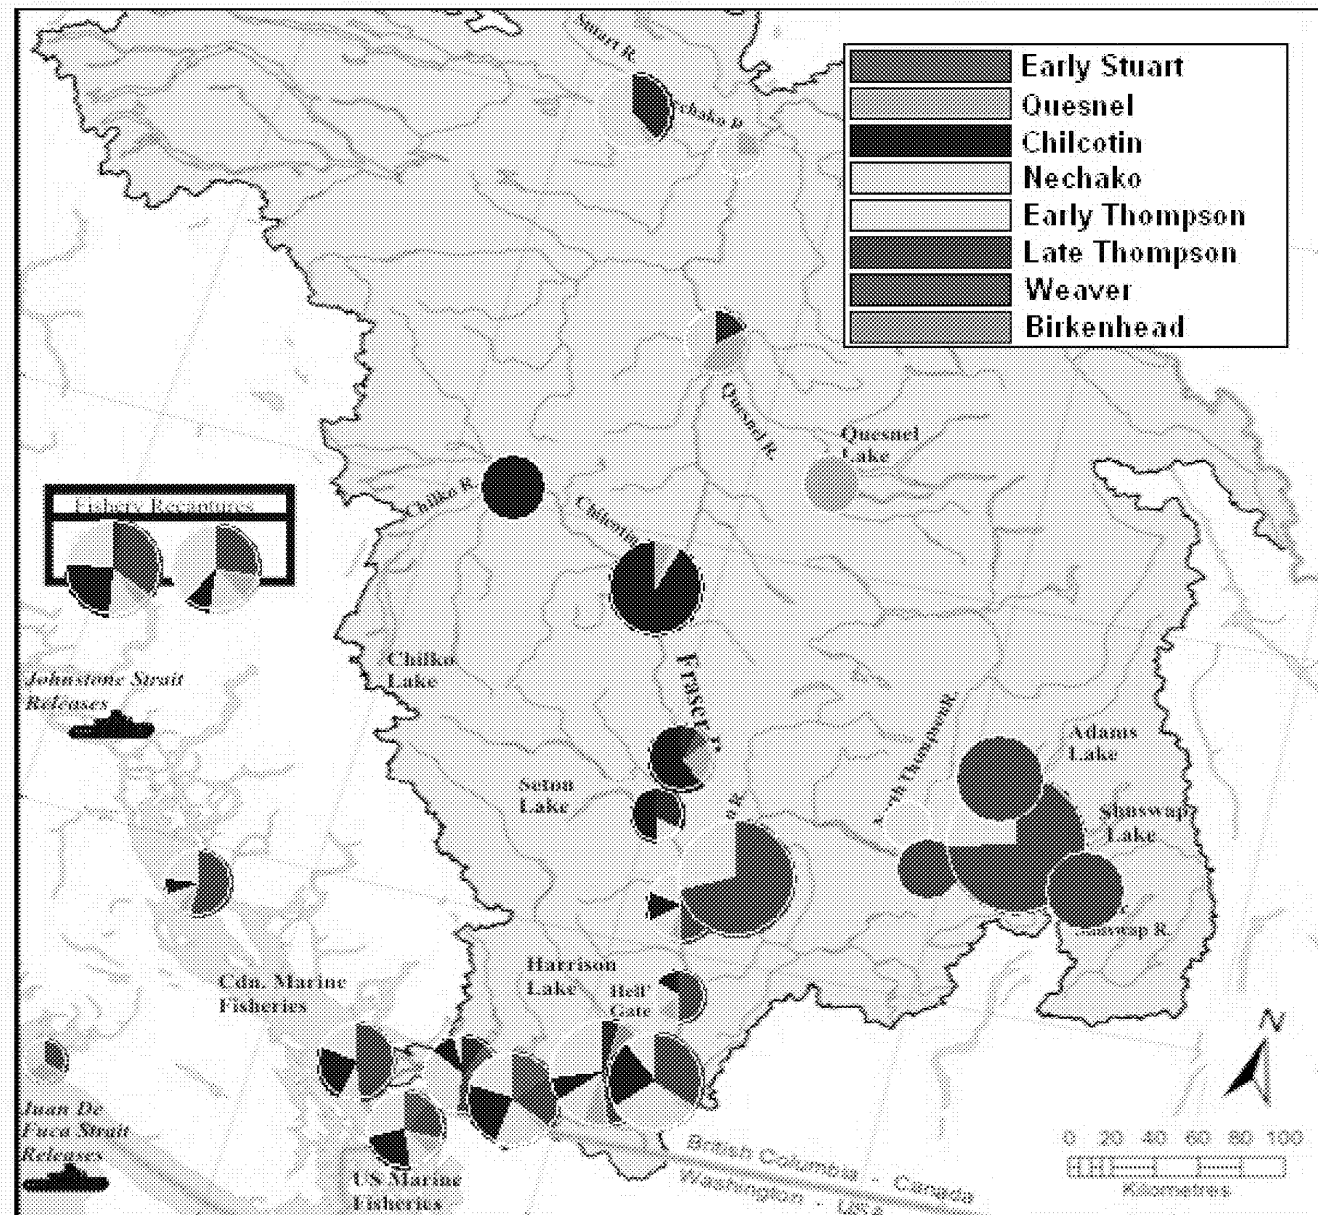 Stuart R.
Early Stuart
Quesnel
Chilcotin
Nechako
Early Thompson
Late Thompson
Weaver
Birkenhead
Quesnel R.
Quesnel
Lake
Chilko R.
Chilcotin
Fishery Recaptures
Fraser R.
Chilko
Lake
Johnstone Strait
Releases
Adams
Lake
Seton
Lake
Shuswap
Lake
Shuswap R.
Harrison
Lake
Hell'
Gate
Cdn. Marine
Fisheries
N
Juan De
Fuca Strait
Releases
US Marine
Fisheries
British Columbia - Canada
Washington - USA
0 20 40 60 80 100
Kilometres